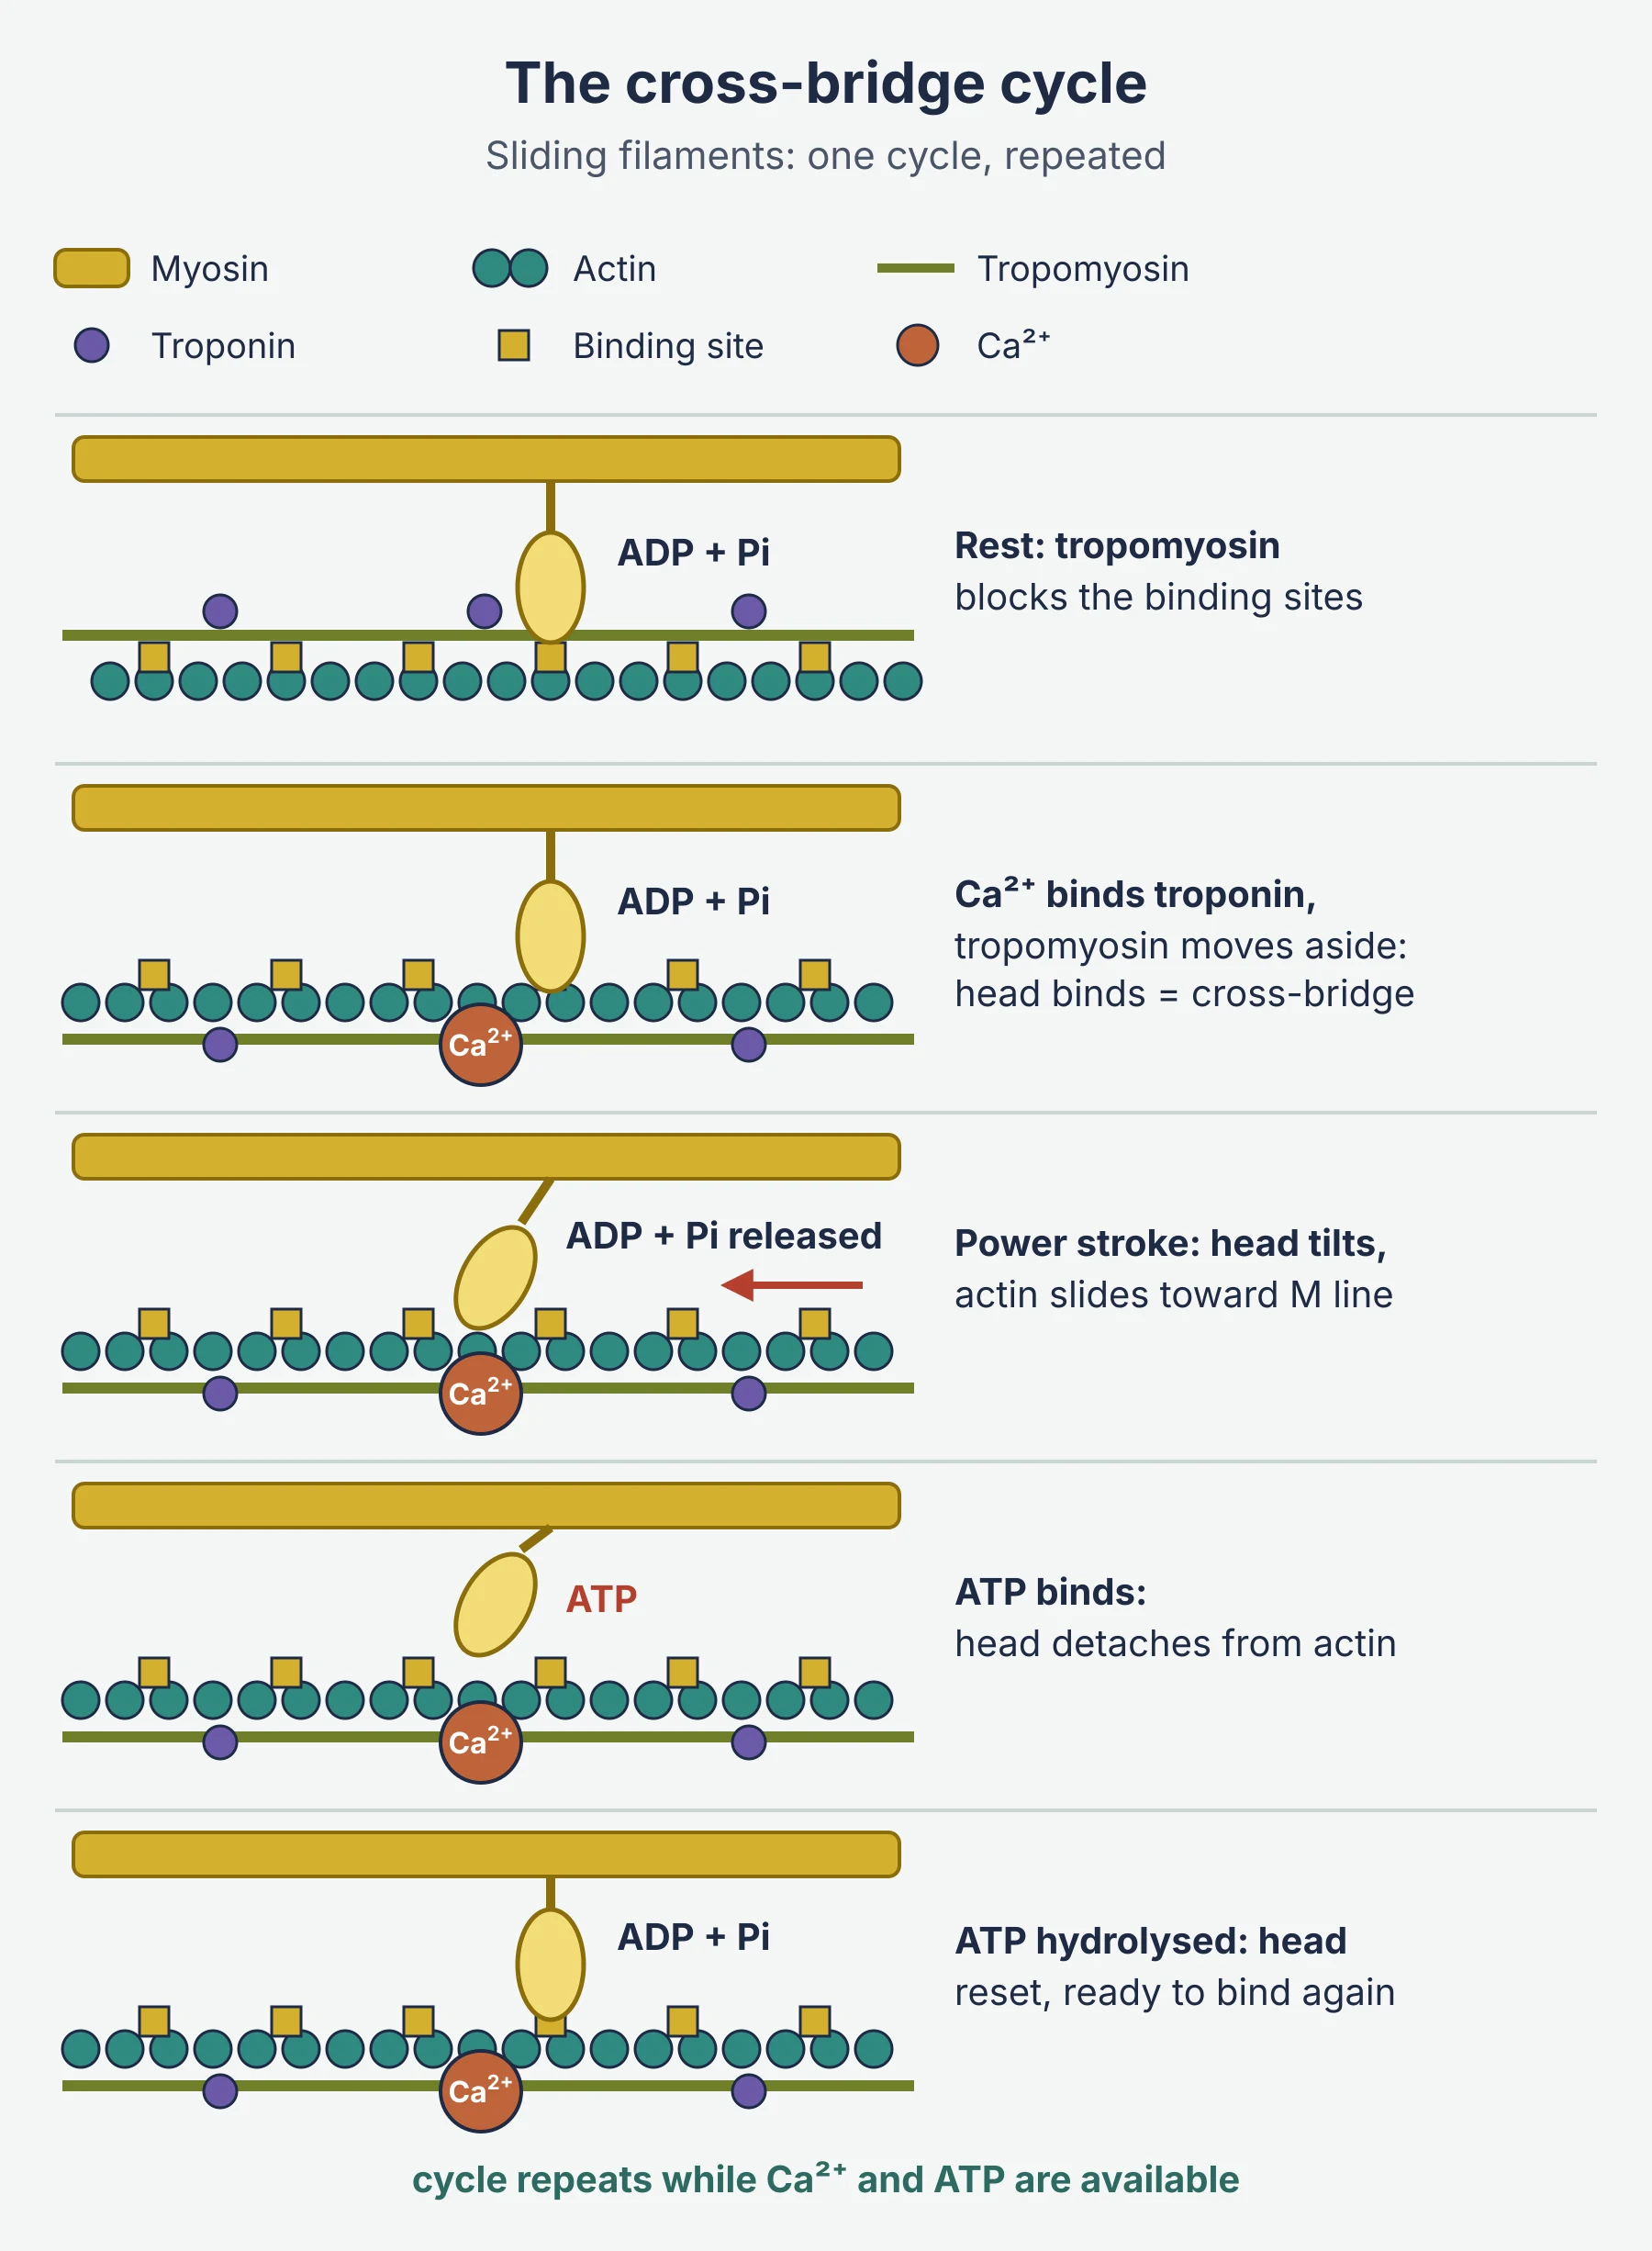 The cross-bridge cycle
Sliding filaments: one cycle, repeated
Myosin
Actin
Tropomyosin
Troponin
Binding site
Ca²⁺
ADP + Pi
Rest: tropomyosin
blocks the binding sites
ADP + Pi
Ca²⁺ binds troponin,
tropomyosin moves aside:
head binds = cross-bridge
Ca²⁺
ADP + Pi released
Power stroke: head tilts,
actin slides toward M line
Ca²⁺
ATP
ATP binds:
head detaches from actin
Ca²⁺
ADP + Pi
ATP hydrolysed: head
reset, ready to bind again
Ca²⁺
cycle repeats while Ca²⁺ and ATP are available